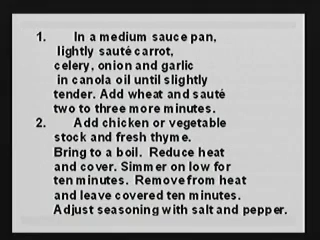 1. In a medium sauce pan,
lightly sauté carrot,
celery, onion and garlic
in canola oil until slightly
tender. Add wheat and sauté
two to three more minutes.
2. Add chicken or vegetable
stock and fresh thyme.
Bring to a boil. Reduce heat
and cover. Simmer on low for
ten minutes. Remove from heat
and leave covered ten minutes.
Adjust seasoning with salt and pepper.